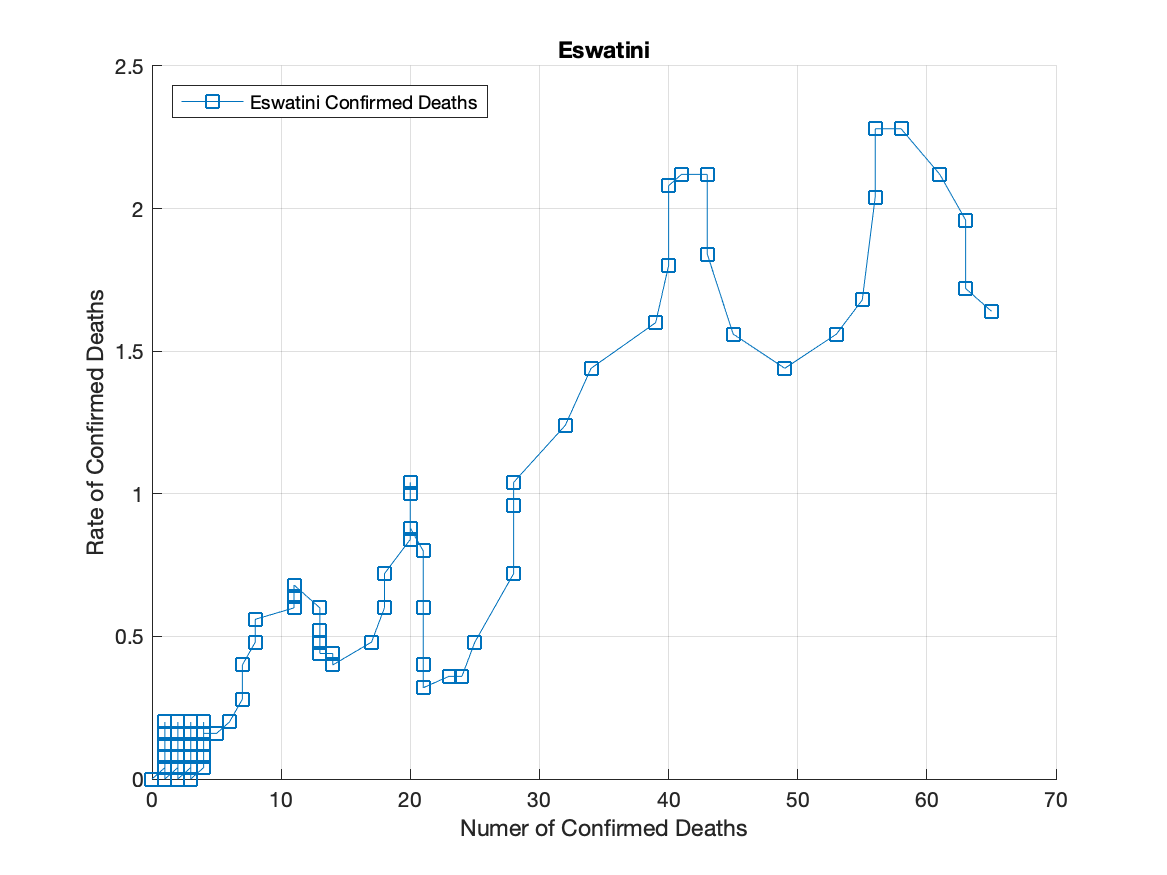 Eswatini
Eswatini Confirmed Deaths
Rate of Confirmed Deaths
2.5
2
1.5
1
0.5
0
0 10 20 30 40 50 60 70
Numer of Confirmed Deaths